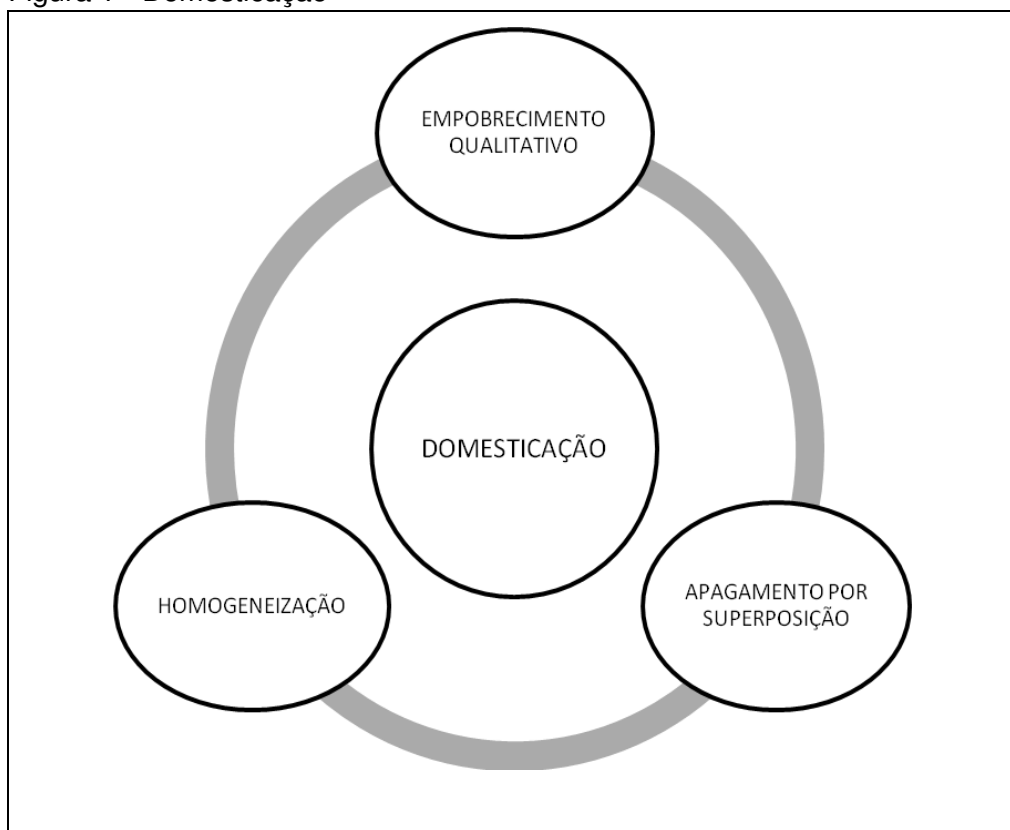 EMPOBRECIMENTO
QUALITATIVO
DOMESTICAÇÃO
HOMOGENEIZAÇÃO
APAGAMENTO POR
SUPERPOSIÇÃO